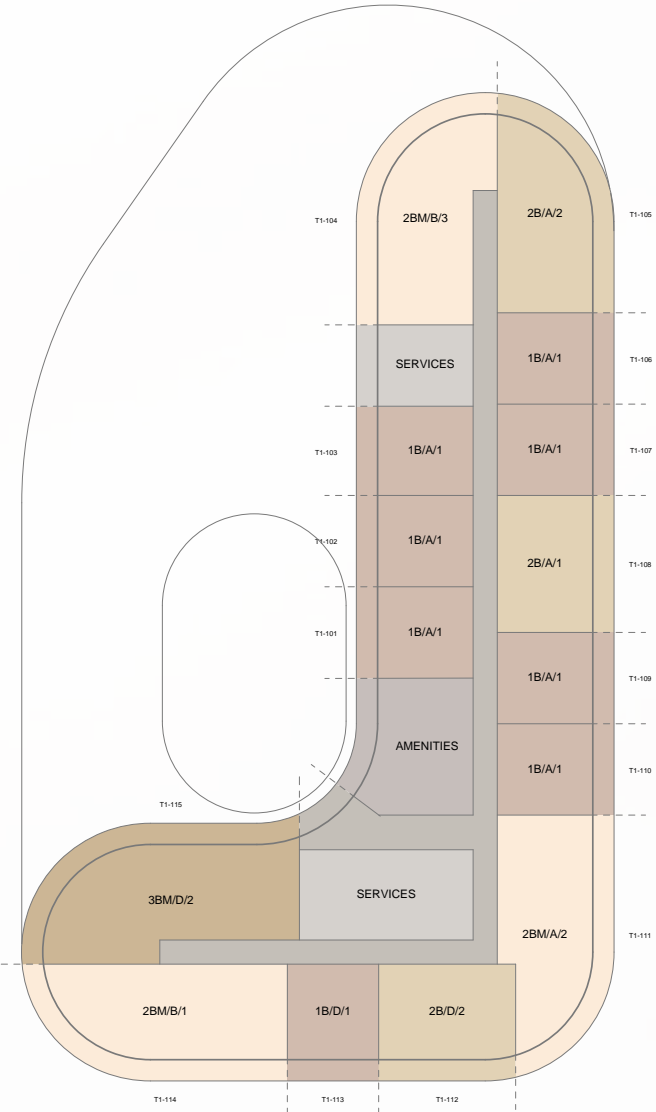 T1-104
2BM/B/3
2B/A/2
T1-105
SERVICES
1B/A/1
T1-106
T1-103
1B/A/1
1B/A/1
T1-107
T1-102
1B/A/1
2B/A/1
T1-108
T1-101
1B/A/1
1B/A/1
T1-109
AMENITIES
1B/A/1
T1-110
T1-115
3BM/D/2
SERVICES
2BM/A/2
T1-111
2BM/B/1
1B/D/1
2B/D/2
T1-114
T1-113
T1-112